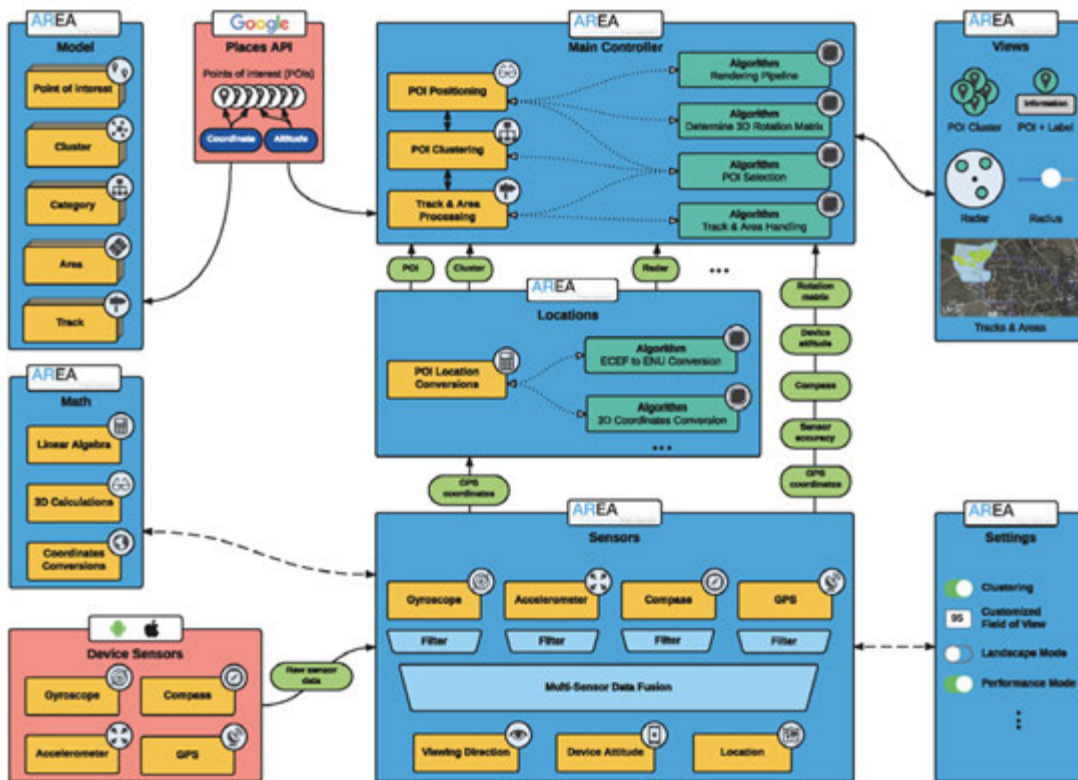 AREA
Model
Point of Interest
Cluster
Category
Area
Track
Google
Places API
Points of interest (POIs)
Coordinate
Altitude
AREA
Main Controller
POI Positioning
POI Clustering
Track & Area
Processing
Algorithm
Rendering Pipeline
Algorithm
Determine 3D Rotation Matrix
Algorithm
POI Selection
Algorithm
Track & Area Handling
AREA
Views
POI Cluster
Information
POI + Label
Radar
Radius
Tracks & Areas
POI
Cluster
Radar
...
Rotation
matrix
Device
attitude
Compass
Sensor
accuracy
GPS
coordinates
AREA
Locations
POI Location
Conversions
Algorithm
ECEF to ENU Conversion
Algorithm
3D Coordinates Conversion
...
GPS
coordinates
AREA
Math
Linear Algebra
3D Calculations
Coordinates
Conversions
AREA
Sensors
Gyroscope
Accelerometer
Compass
GPS
Filter
Filter
Filter
Filter
Multi-Sensor Data Fusion
Viewing Direction
Device Attitude
Location
Device Sensors
Gyroscope
Compass
Accelerometer
GPS
Raw sensor
data
AREA
Settings
Clustering
95
Customized
Field of View
Landscape Mode
Performance Mode